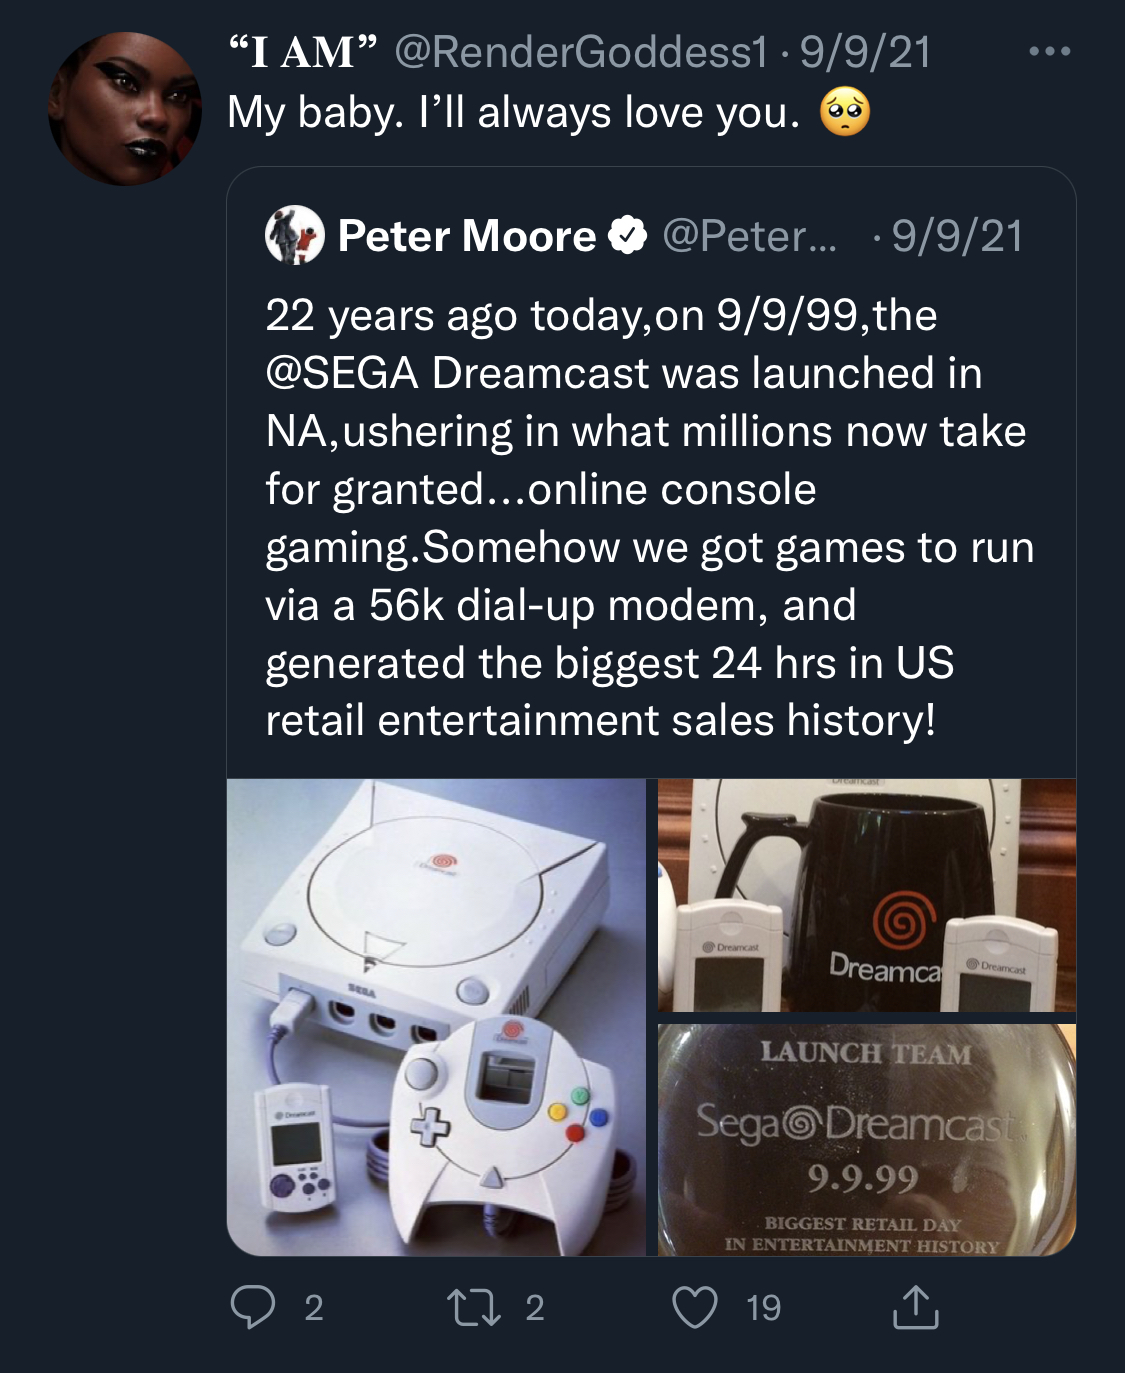 “I AM” @RenderGoddess1 · 9/9/21
My baby. I’ll always love you. 🥺
Peter Moore @Peter... · 9/9/21
22 years ago today,on 9/9/99,the
@SEGA Dreamcast was launched in
NA,ushering in what millions now take
for granted...online console
gaming.Somehow we got games to run
via a 56k dial-up modem, and
generated the biggest 24 hrs in US
retail entertainment sales history!
Dreamcast
SEGA
Dreamcast
Dreamcast
Dreamcast
Dreamcast
Dreamca
Dreamcast
LAUNCH TEAM
Sega Dreamcast
9.9.99
BIGGEST RETAIL DAY
IN ENTERTAINMENT HISTORY
2 2 19